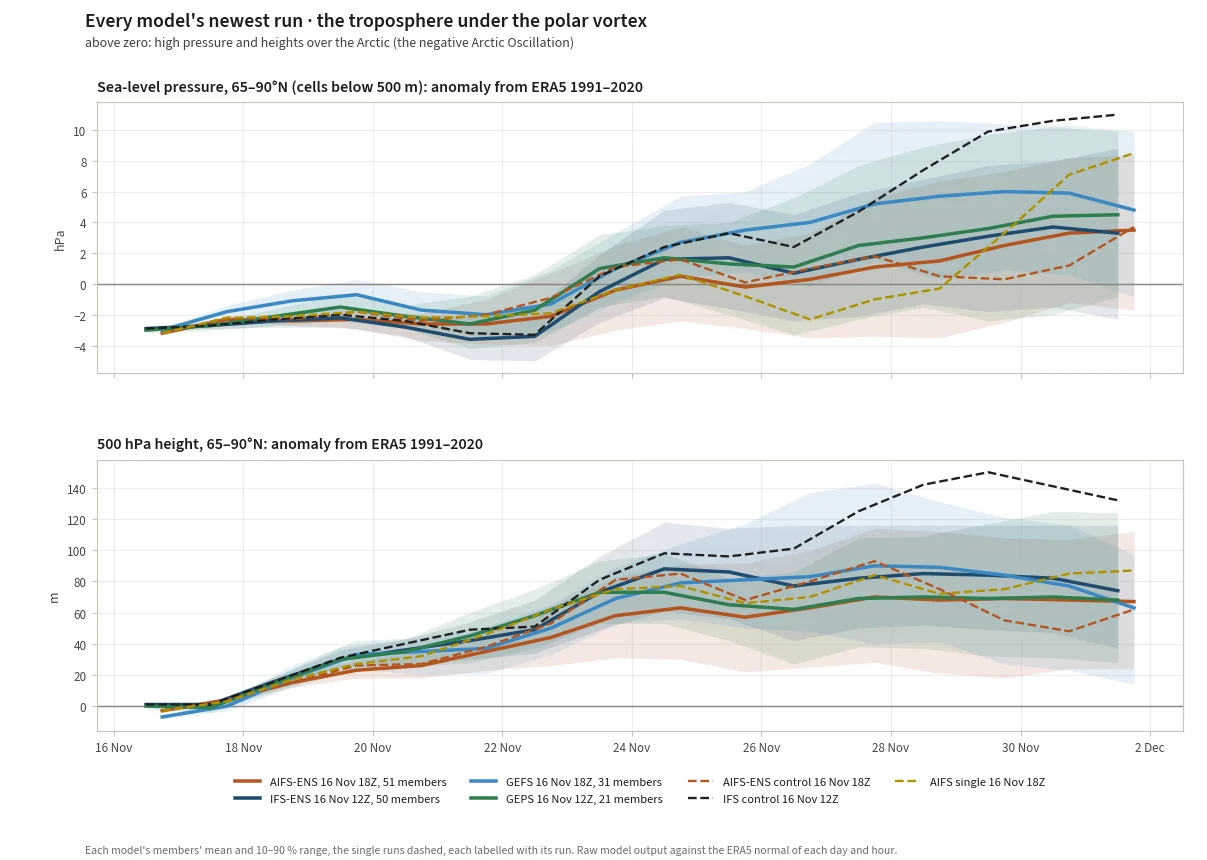 Every model's newest run · the troposphere under the polar vortex
above zero: high pressure and heights over the Arctic (the negative Arctic Oscillation)
Sea-level pressure, 65–90°N (cells below 500 m): anomaly from ERA5 1991–2020
10
8
6
4
2
0
−2
−4
hPa
500 hPa height, 65–90°N: anomaly from ERA5 1991–2020
140
120
100
80
60
40
20
0
m
16 Nov 18 Nov 20 Nov 22 Nov 24 Nov 26 Nov 28 Nov 30 Nov 2 Dec
AIFS-ENS 16 Nov 18Z, 51 members GEFS 16 Nov 18Z, 31 members AIFS-ENS control 16 Nov 18Z AIFS single 16 Nov 18Z
IFS-ENS 16 Nov 12Z, 50 members GEPS 16 Nov 12Z, 21 members IFS control 16 Nov 12Z
Each model's members' mean and 10–90 % range, the single runs dashed, each labelled with its run. Raw model output against the ERA5 normal of each day and hour.